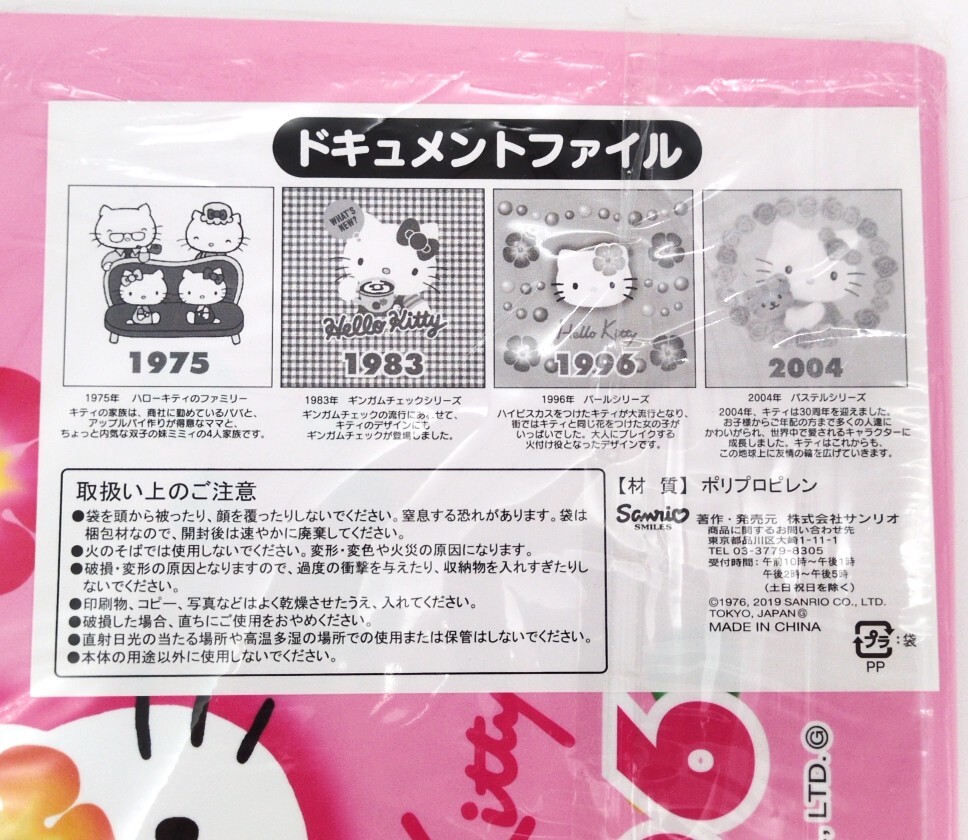 ドキュメントファイル
WHAT'S
NEW?
Hello Kitty
Hello Kitty
1975
1983
1996
2004
1975年 ハローキティのファミリー
キティの家族は、商社に勤めているパパと、
アップルパイ作りが得意なママと、
ちょっと内気な双子の妹ミミィの4人家族です。
1983年 ギンガムチェックシリーズ
ギンガムチェックの流行にあわせて、
キティのデザインにも
ギンガムチェックが登場しました。
1996年 パールシリーズ
ハイビスカスをつけたキティが大流行となり、
街ではキティと同じ花をつけた女の子が
いっぱいでした。大人にブレイクする
火付け役となったデザインです。
2004年 パステルシリーズ
2004年、キティは30周年を迎えました。
お子様からご年配の方まで多くの人達に
かわいがられ、世界中で愛されるキャラクターに
成長しました。キティはこれからも、
この地球上に友情の輪を広げていきます。
取扱い上のご注意
●袋を頭から被ったり、顔を覆ったりしないでください。窒息する恐れがあります。袋は
梱包材なので、開封後は速やかに廃棄してください。
●火のそばでは使用しないでください。変形・変色や火災の原因になります。
●破損・変形の原因となりますので、過度の衝撃を与えたり、収納物を入れすぎたりし
ないでください。
●印刷物、コピー、写真などはよく乾燥させたうえ、入れてください。
●破損した場合、直ちにご使用をおやめください。
●直射日光の当たる場所や高温多湿の場所での使用または保管はしないでください。
●本体の用途以外に使用しないでください。
【材 質】 ポリプロピレン
Sanrio
SMILES
著作・発売元 株式会社サンリオ
商品に関するお問い合わせ先
東京都品川区大崎1-11-1
TEL 03-3779-8305
受付時間：午前10時～午後1時
午後2時～午後5時
(土日祝日を除く)
©1976, 2019 SANRIO CO., LTD.
TOKYO, JAPAN Ⓖ
MADE IN CHINA
プラ：袋
PP
Kitty
96
, LTD. Ⓖ